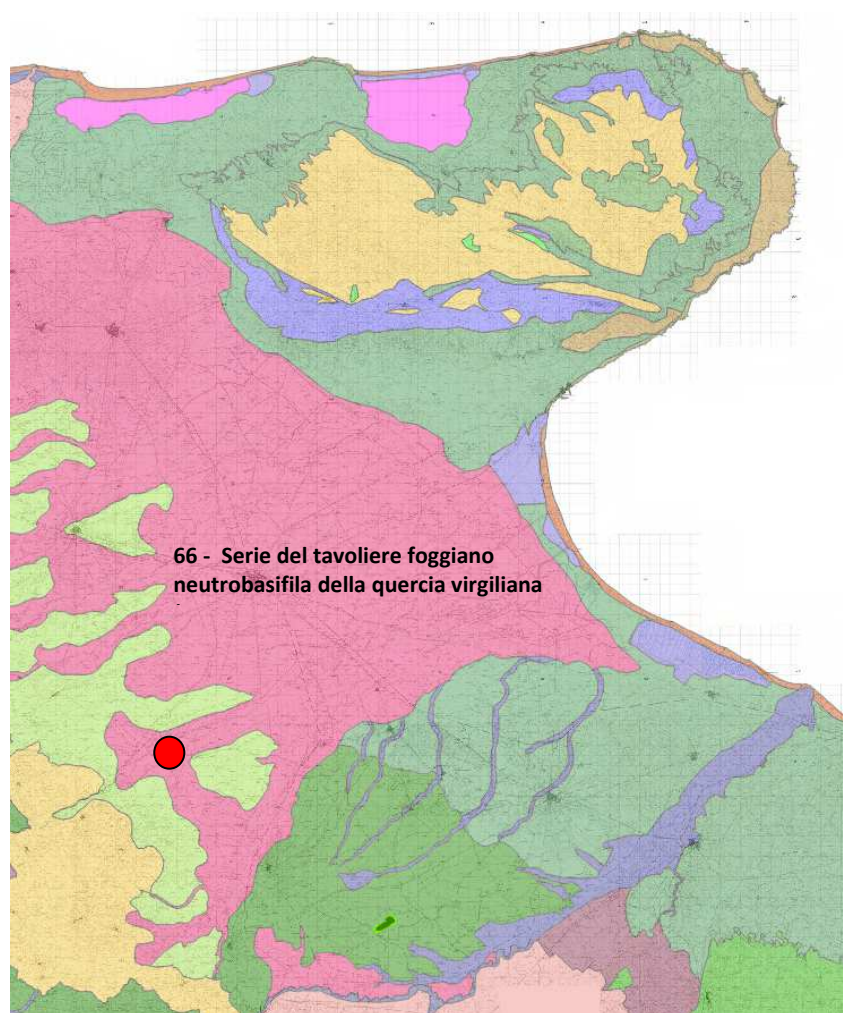 66 - Serie del tavoliere foggiano
neutrobasifila della quercia virgiliana